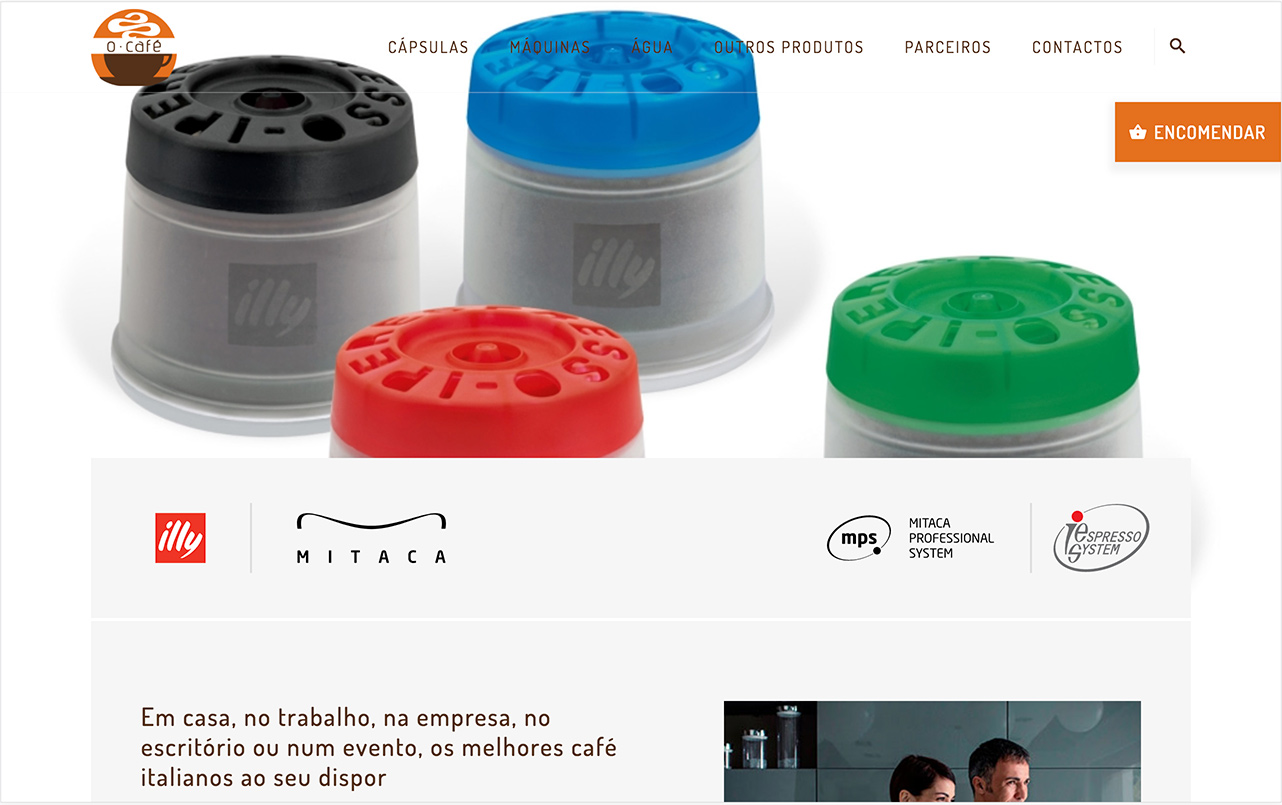 o·café
CÁPSULAS MÁQUINAS ÁGUA OUTROS PRODUTOS PARCEIROS CONTACTOS
ENCOMENDAR
illy
illy
illy
MITACA
mps
MITACA
PROFESSIONAL
SYSTEM
iESPRESSO
SYSTEM
Em casa, no trabalho, na empresa, no
escritório ou num evento, os melhores café
italianos ao seu dispor